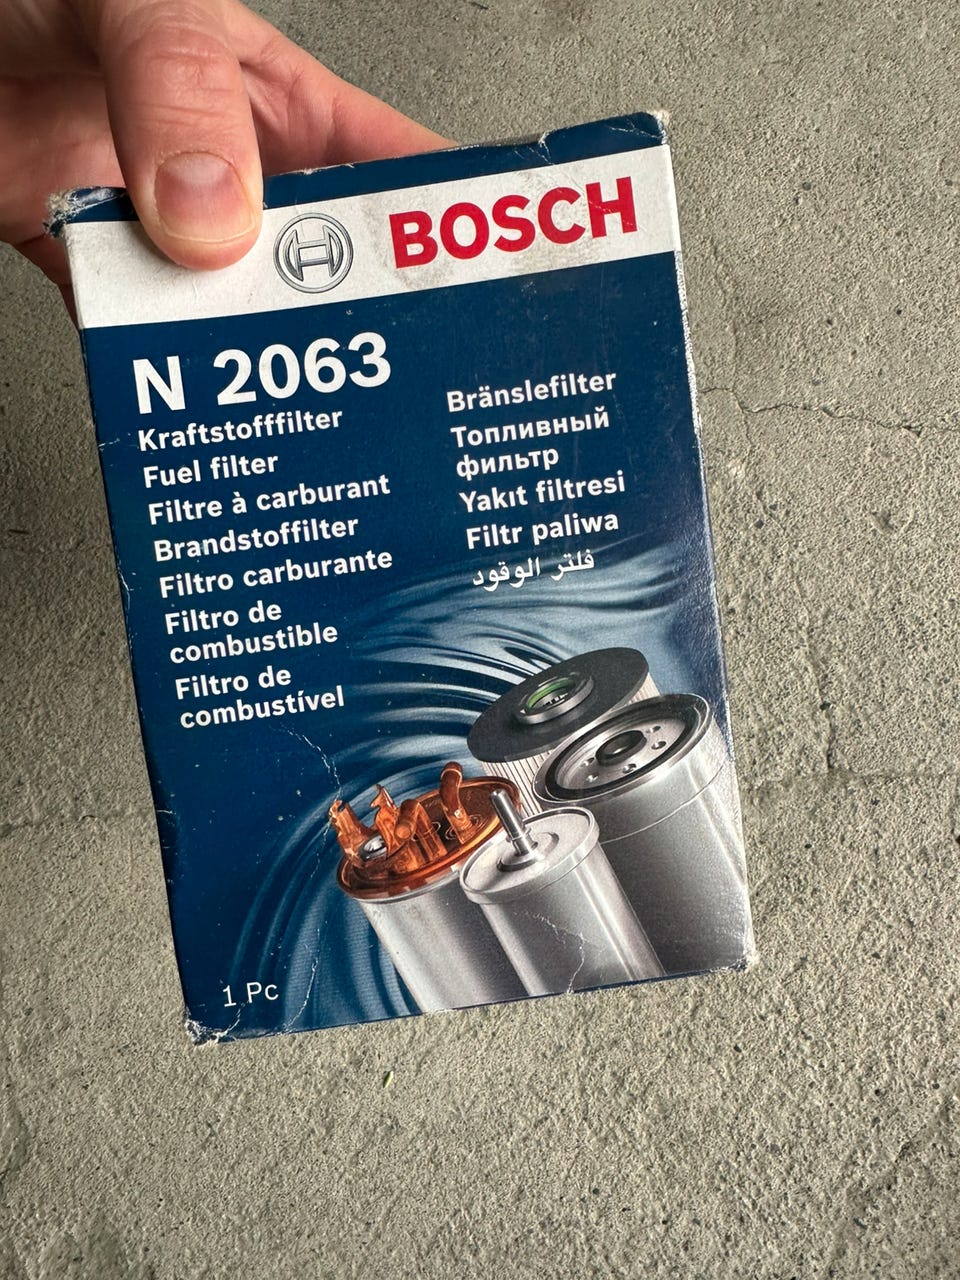 BOSCH
N 2063
Kraftstofffilter
Fuel filter
Filtre à carburant
Brandstoffilter
Filtro carburante
Filtro de
combustible
Filtro de
combustível
Bränslefilter
Топливный
фильтр
Yakıt filtresi
Filtr paliwa
فلتر الوقود
1 Pc